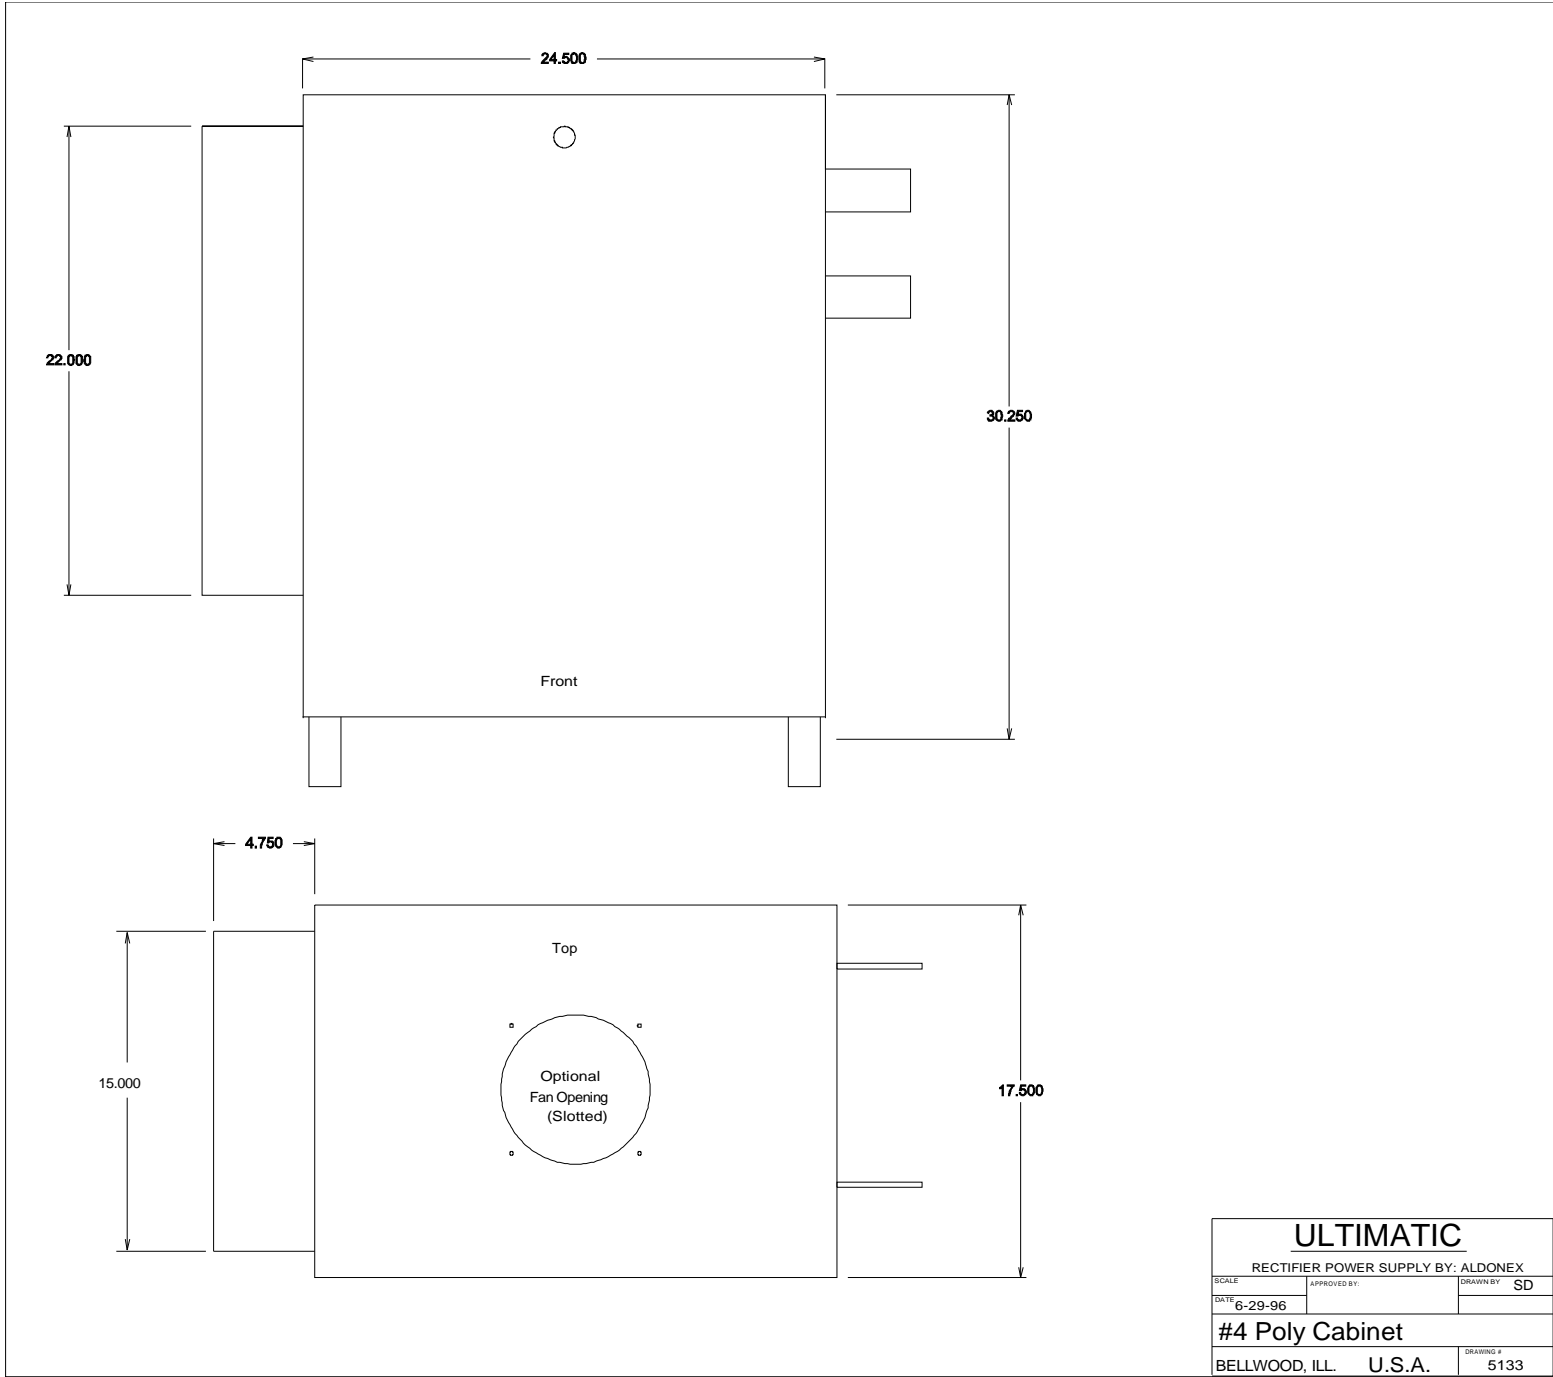 24.500
22.000
30.250
Front
4.750
Top
15.000
Optional
Fan Opening
(Slotted)
17.500
ULTIMATIC
RECTIFIER POWER SUPPLY BY: ALDONEX
SCALE
APPROVED BY:
DRAWN BY SD
DATE 6-29-96
#4 Poly Cabinet
BELLWOOD, ILL. U.S.A.
DRAWING #
5133